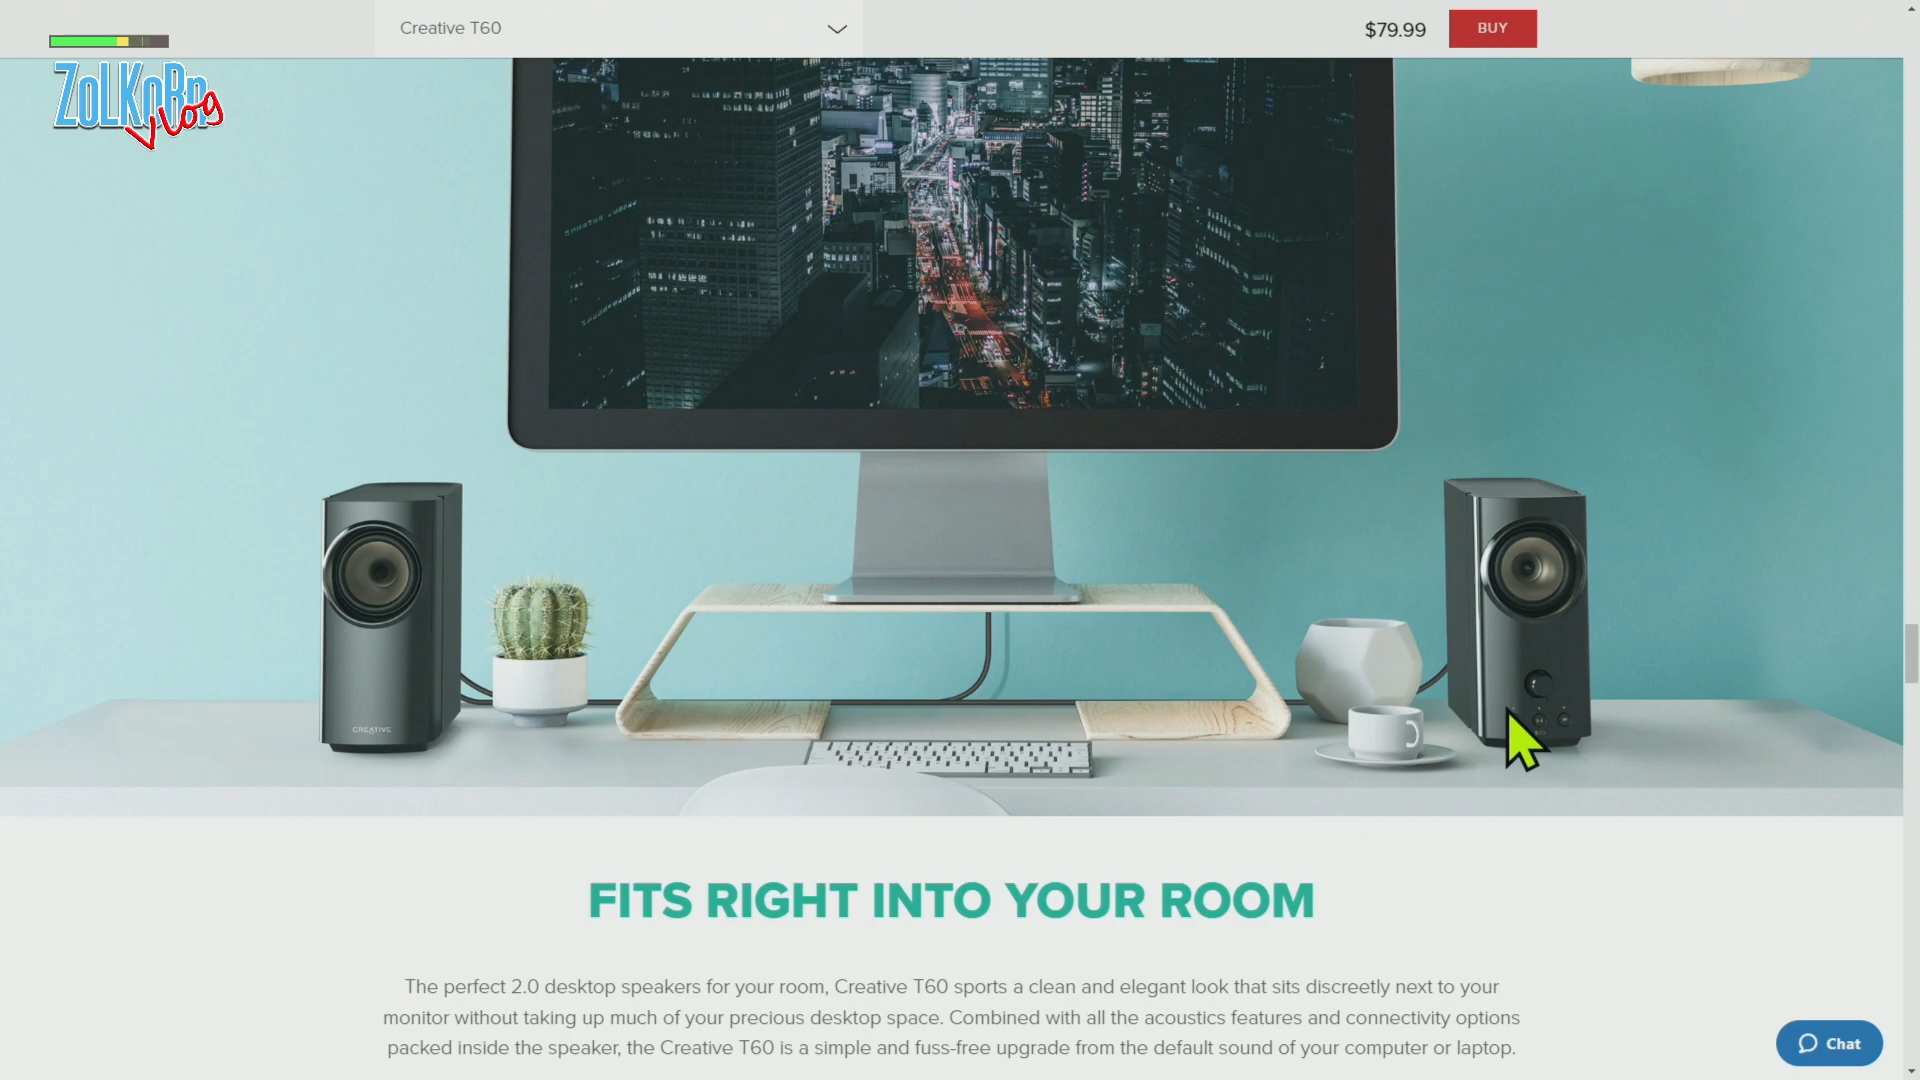 Creative T60
$79.99
BUY
ZOLKORP
Vlog
CREATIVE
FITS RIGHT INTO YOUR ROOM
The perfect 2.0 desktop speakers for your room, Creative T60 sports a clean and elegant look that sits discreetly next to your
monitor without taking up much of your precious desktop space. Combined with all the acoustics features and connectivity options
packed inside the speaker, the Creative T60 is a simple and fuss-free upgrade from the default sound of your computer or laptop.
Chat